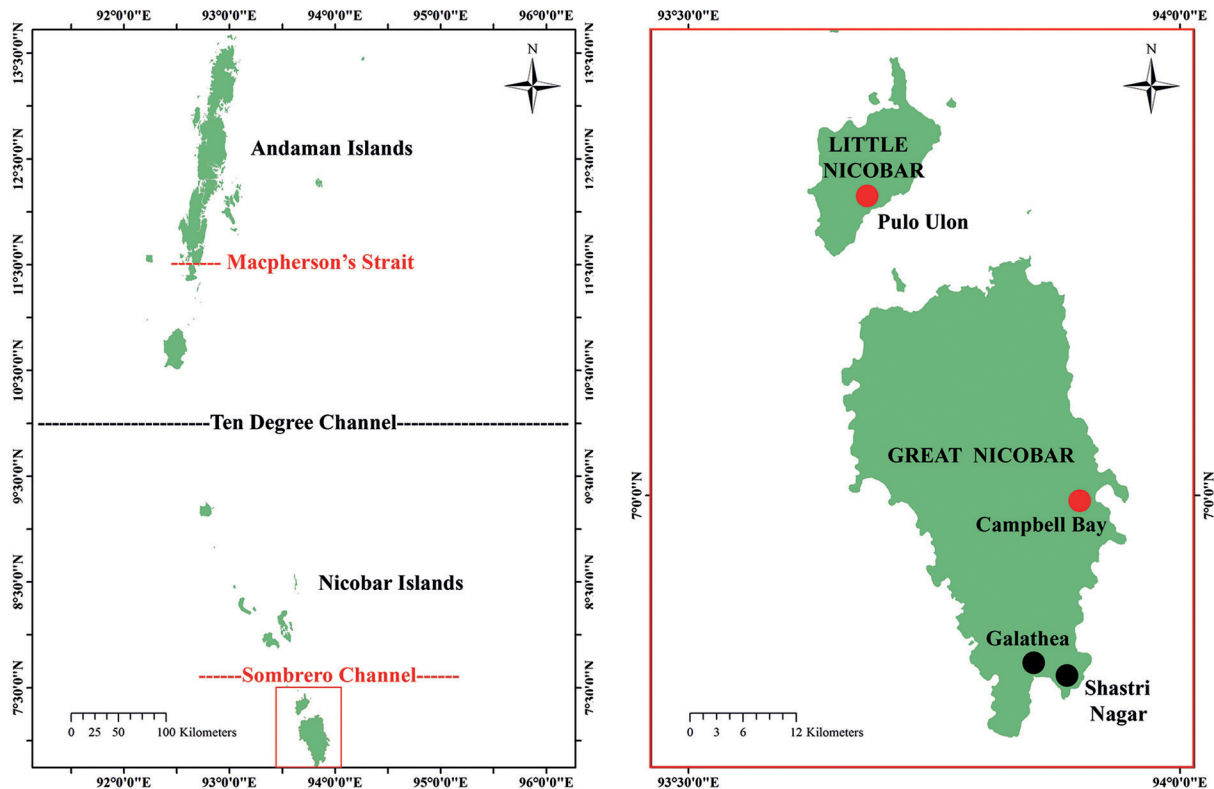 92°0'0"E 93°0'0"E 94°0'0"E 95°0'0"E 96°0'0"E
13°30'0"N
12°30'0"N
11°30'0"N
10°30'0"N
9°30'0"N
8°30'0"N
7°30'0"N
N
Andaman Islands
Macpherson's Strait
Ten Degree Channel
Nicobar Islands
Sombrero Channel
0 25 50 100 Kilometers
13°30'0"N
12°30'0"N
11°30'0"N
10°30'0"N
9°30'0"N
8°30'0"N
7°30'0"N
92°0'0"E 93°0'0"E 94°0'0"E 95°0'0"E 96°0'0"E
93°30'0"E 94°0'0"E
N
LITTLE
NICOBAR
Pulo Ulon
GREAT NICOBAR
7°0'0"N
7°0'0"N
Campbell Bay
Galathea
Shastri
Nagar
0 3 6 12 Kilometers
93°30'0"E 94°0'0"E